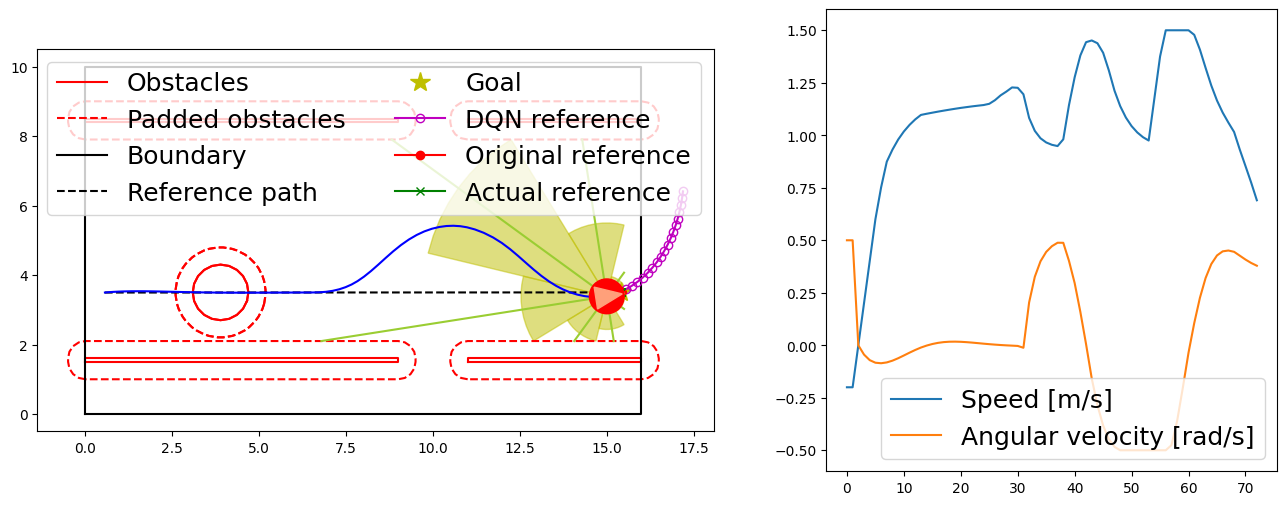 Obstacles
Padded obstacles
Boundary
Reference path
Goal
DQN reference
Original reference
Actual reference
10
8
6
4
2
0
0.0 2.5 5.0 7.5 10.0 12.5 15.0 17.5
1.50
1.25
1.00
0.75
0.50
0.25
0.00
−0.25
−0.50
Speed [m/s]
Angular velocity [rad/s]
0 10 20 30 40 50 60 70